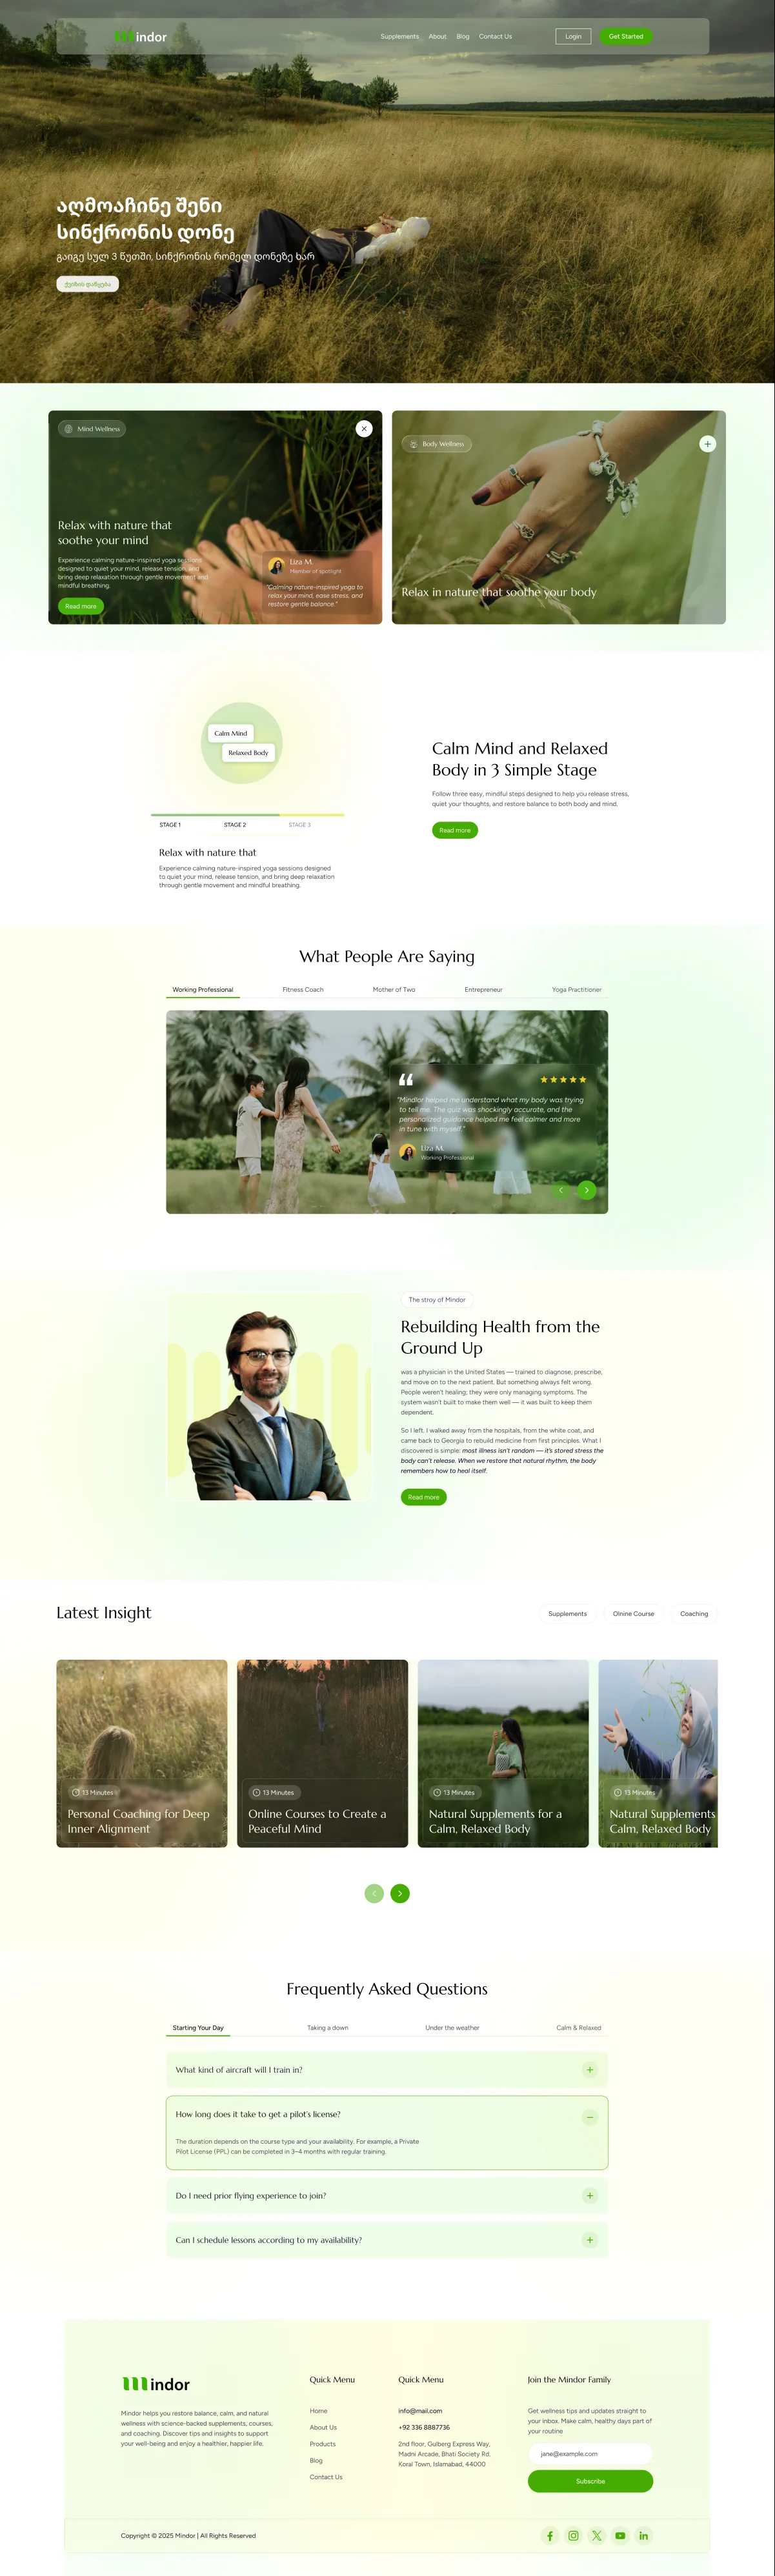 Mindor
Supplements About Blog Contact Us Login Get Started
აღმოაჩინე შენი
სინქრონის დონე
გაიგე სულ 3 წუთში, სინქრონის რომელ დონეზე ხარ
ქვიზის დაწყება
Mind Wellness
Relax with nature that
soothe your mind
Experience calming nature-inspired yoga sessions
designed to quiet your mind, release tension, and
bring deep relaxation through gentle movement and
mindful breathing.
Read more
Liza M.
Member of spotlight
"Calming nature-inspired yoga to
relax your mind, ease stress, and
restore gentle balance."
Body Wellness
Relax in nature that soothe your body
Calm Mind
Relaxed Body
STAGE 1 STAGE 2 STAGE 3
Relax with nature that
Experience calming nature-inspired yoga sessions designed
to quiet your mind, release tension, and bring deep relaxation
through gentle movement and mindful breathing.
Calm Mind and Relaxed
Body in 3 Simple Stage
Follow three easy, mindful steps designed to help you release stress,
quiet your thoughts, and restore balance to both body and mind.
Read more
What People Are Saying
Working Professional Fitness Coach Mother of Two Entrepreneur Yoga Practitioner
"Mindlor helped me understand what my body was trying
to tell me. The quiz was shockingly accurate, and the
personalized guidance helped me feel calmer and more
in tune with myself."
Liza M.
Working Professional
The stroy of Mindor
Rebuilding Health from the
Ground Up
was a physician in the United States — trained to diagnose, prescribe,
and move on to the next patient. But something always felt wrong.
People weren't healing; they were only managing symptoms. The
system wasn't built to make them well — it was built to keep them
dependent.
So I left. I walked away from the hospitals, from the white coat, and
came back to Georgia to rebuild medicine from first principles. What I
discovered is simple: most illness isn't random — it's stored stress the
body can't release. When we restore that natural rhythm, the body
remembers how to heal itself.
Read more
Latest Insight
Supplements Olnine Course Coaching
13 Minutes
Personal Coaching for Deep
Inner Alignment
13 Minutes
Online Courses to Create a
Peaceful Mind
13 Minutes
Natural Supplements for a
Calm, Relaxed Body
13 Minutes
Natural Supplements
Calm, Relaxed Body
Frequently Asked Questions
Starting Your Day Taking a down Under the weather Calm & Relaxed
What kind of aircraft will I train in?
How long does it take to get a pilot's license?
The duration depends on the course type and your availability. For example, a Private
Pilot License (PPL) can be completed in 3–4 months with regular training.
Do I need prior flying experience to join?
Can I schedule lessons according to my availability?
Mindor
Mindor helps you restore balance, calm, and natural
wellness with science-backed supplements, courses,
and coaching. Discover tips and insights to support
your well-being and enjoy a healthier, happier life.
Quick Menu
Home
About Us
Products
Blog
Contact Us
Quick Menu
info@mail.com
+92 336 8887736
2nd floor, Gulberg Express Way,
Madni Arcade, Bhati Society Rd.
Koral Town, Islamabad, 44000
Join the Mindor Family
Get wellness tips and updates straight to
your inbox. Make calm, healthy days part of
your routine
jane@example.com
Subscribe
Copyright © 2025 Mindor | All Rights Reserved